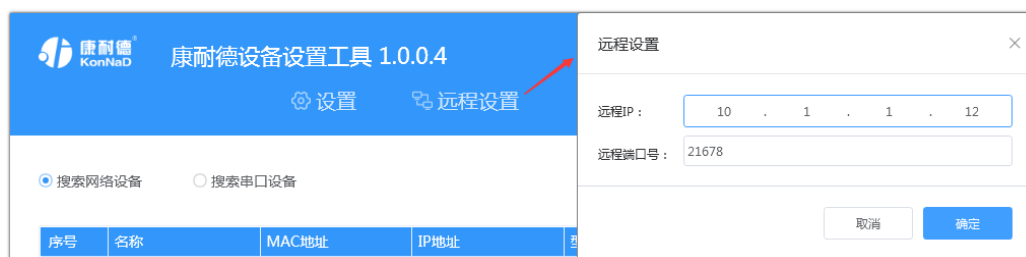 康耐德®
KonNaD
康耐德设备设置工具 1.0.0.4
设置
远程设置
搜索网络设备
搜索串口设备
序号
名称
MAC地址
IP地址
远程设置
远程IP：
10 . 1 . 1 . 12
远程端口号：
21678
取消
确定